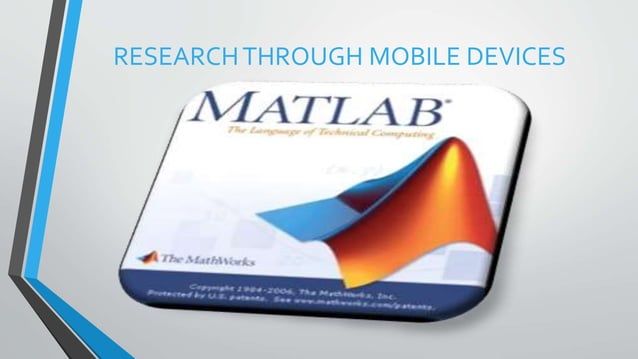 RESEARCH THROUGH MOBILE DEVICES
MATLAB®
The Language of Technical Computing
The MathWorks
Copyright 1984-2006, The MathWorks, Inc.
Protected by U.S. patents. See www.mathworks.com/patents.